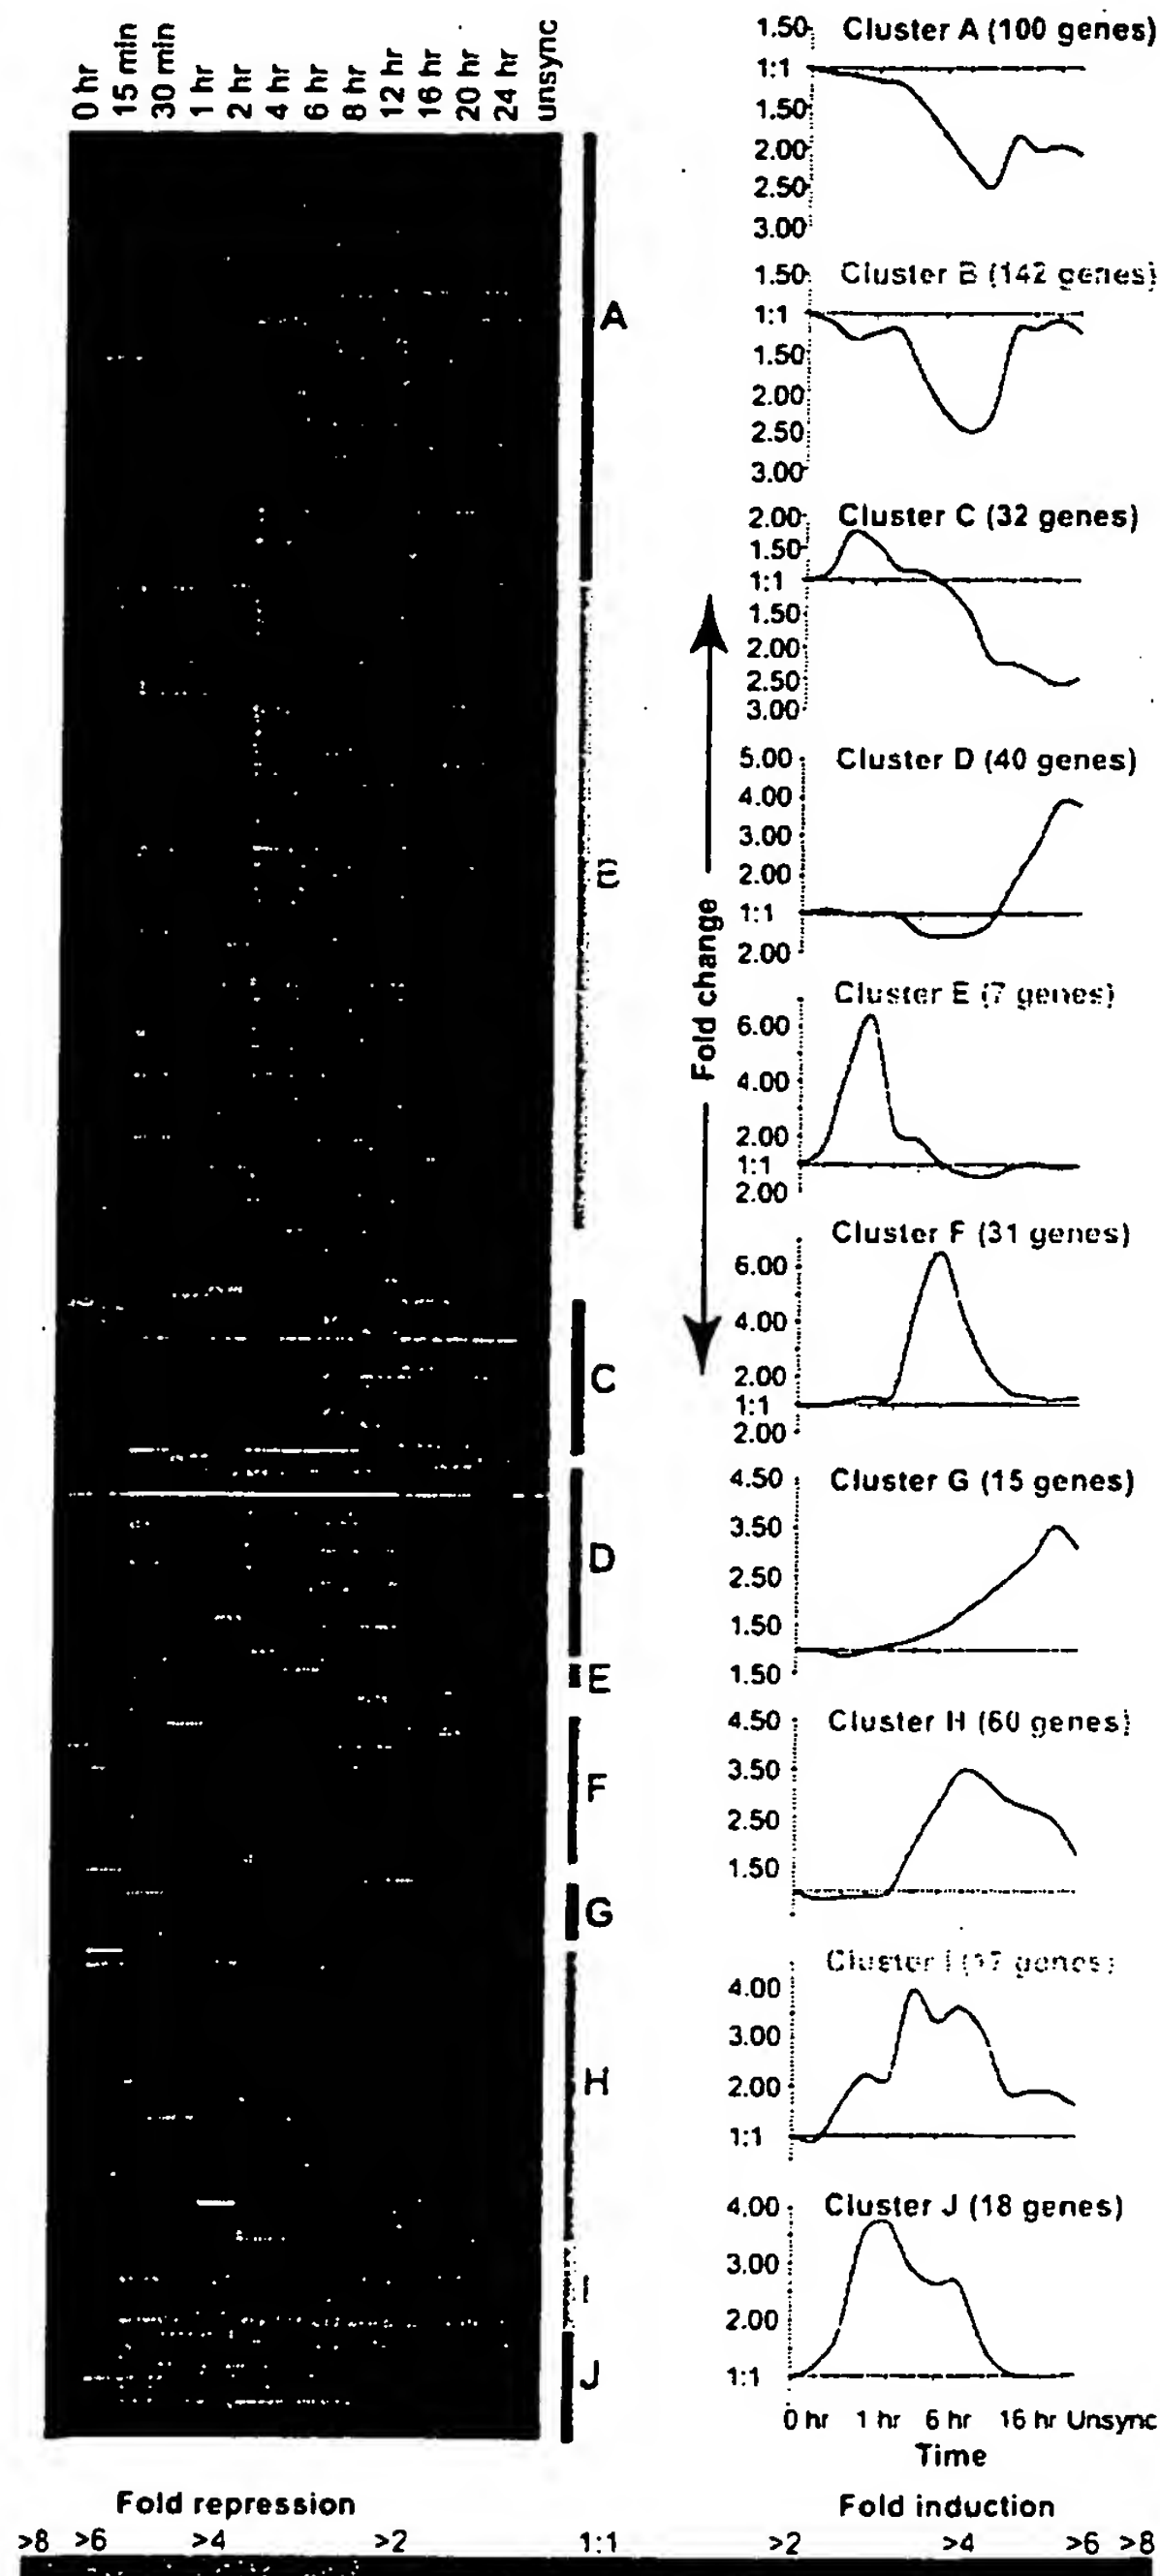 0 hr
15 min
30 min
1 hr
2 hr
4 hr
6 hr
8 hr
12 hr
16 hr
20 hr
24 hr
unsync
A
B
C
D
E
F
G
H
I
J
Fold change
Cluster A (100 genes)
1.50
1:1
1.50
2.00
2.50
3.00
Cluster B (142 genes)
1.50
1:1
1.50
2.00
2.50
3.00
Cluster C (32 genes)
2.00
1.50
1:1
1.50
2.00
2.50
3.00
Cluster D (40 genes)
5.00
4.00
3.00
2.00
1:1
2.00
Cluster E (7 genes)
6.00
4.00
2.00
1:1
2.00
Cluster F (31 genes)
6.00
4.00
2.00
1:1
2.00
Cluster G (15 genes)
4.50
3.50
2.50
1.50
1.50
Cluster H (60 genes)
4.50
3.50
2.50
1.50
Cluster I genes)
4.00
3.00
2.00
1:1
Cluster J (18 genes)
4.00
3.00
2.00
1:1
0 hr 1 hr 6 hr 16 hr Unsync
Time
Fold repression Fold induction
>8 >6 >4 >2 1:1 >2 >4 >6 >8